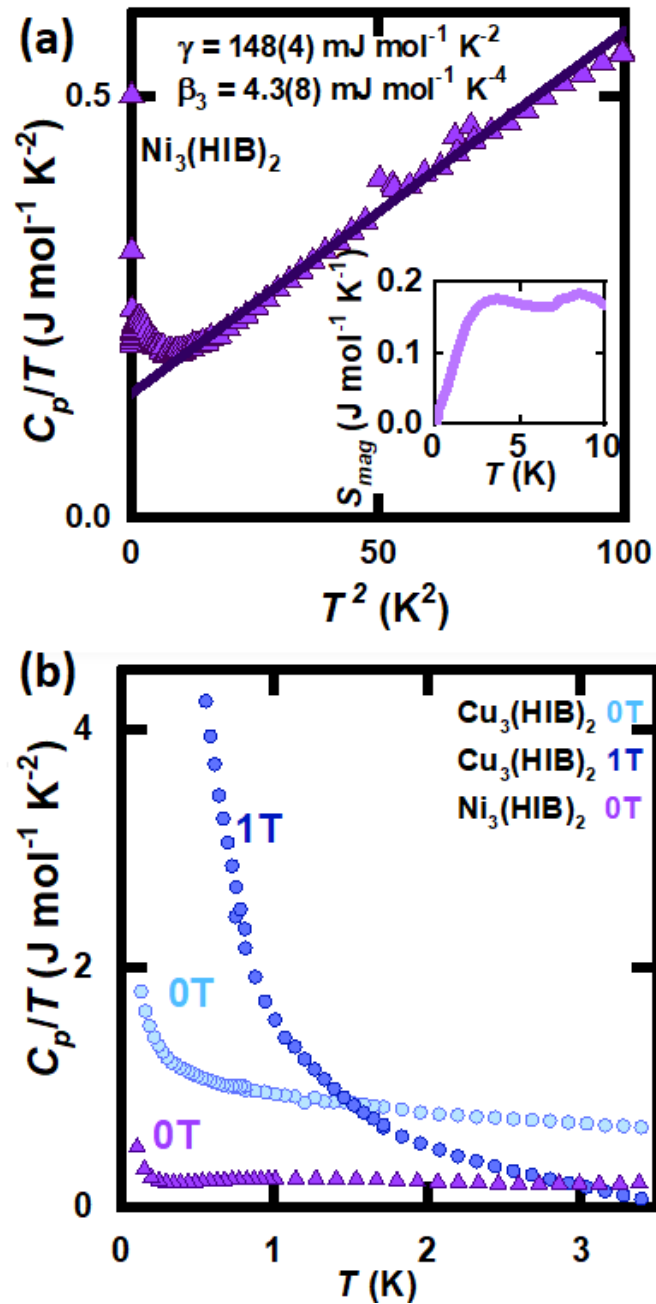 (a)
γ = 148(4) mJ mol⁻¹ K⁻²
β₃ = 4.3(8) mJ mol⁻¹ K⁻⁴
0.5
Ni₃(HIB)₂
Cₚ/T (J mol⁻¹ K⁻²)
0.2
0.1
0.0
Sₘₐg (J mol⁻¹ K⁻¹)
0 5 10
T (K)
0.0
0 50 100
T² (K²)
(b)
4
Cu₃(HIB)₂ 0T
Cu₃(HIB)₂ 1T
Ni₃(HIB)₂ 0T
1T
Cₚ/T (J mol⁻¹ K⁻²)
2
0T
0T
0
0 1 2 3
T (K)